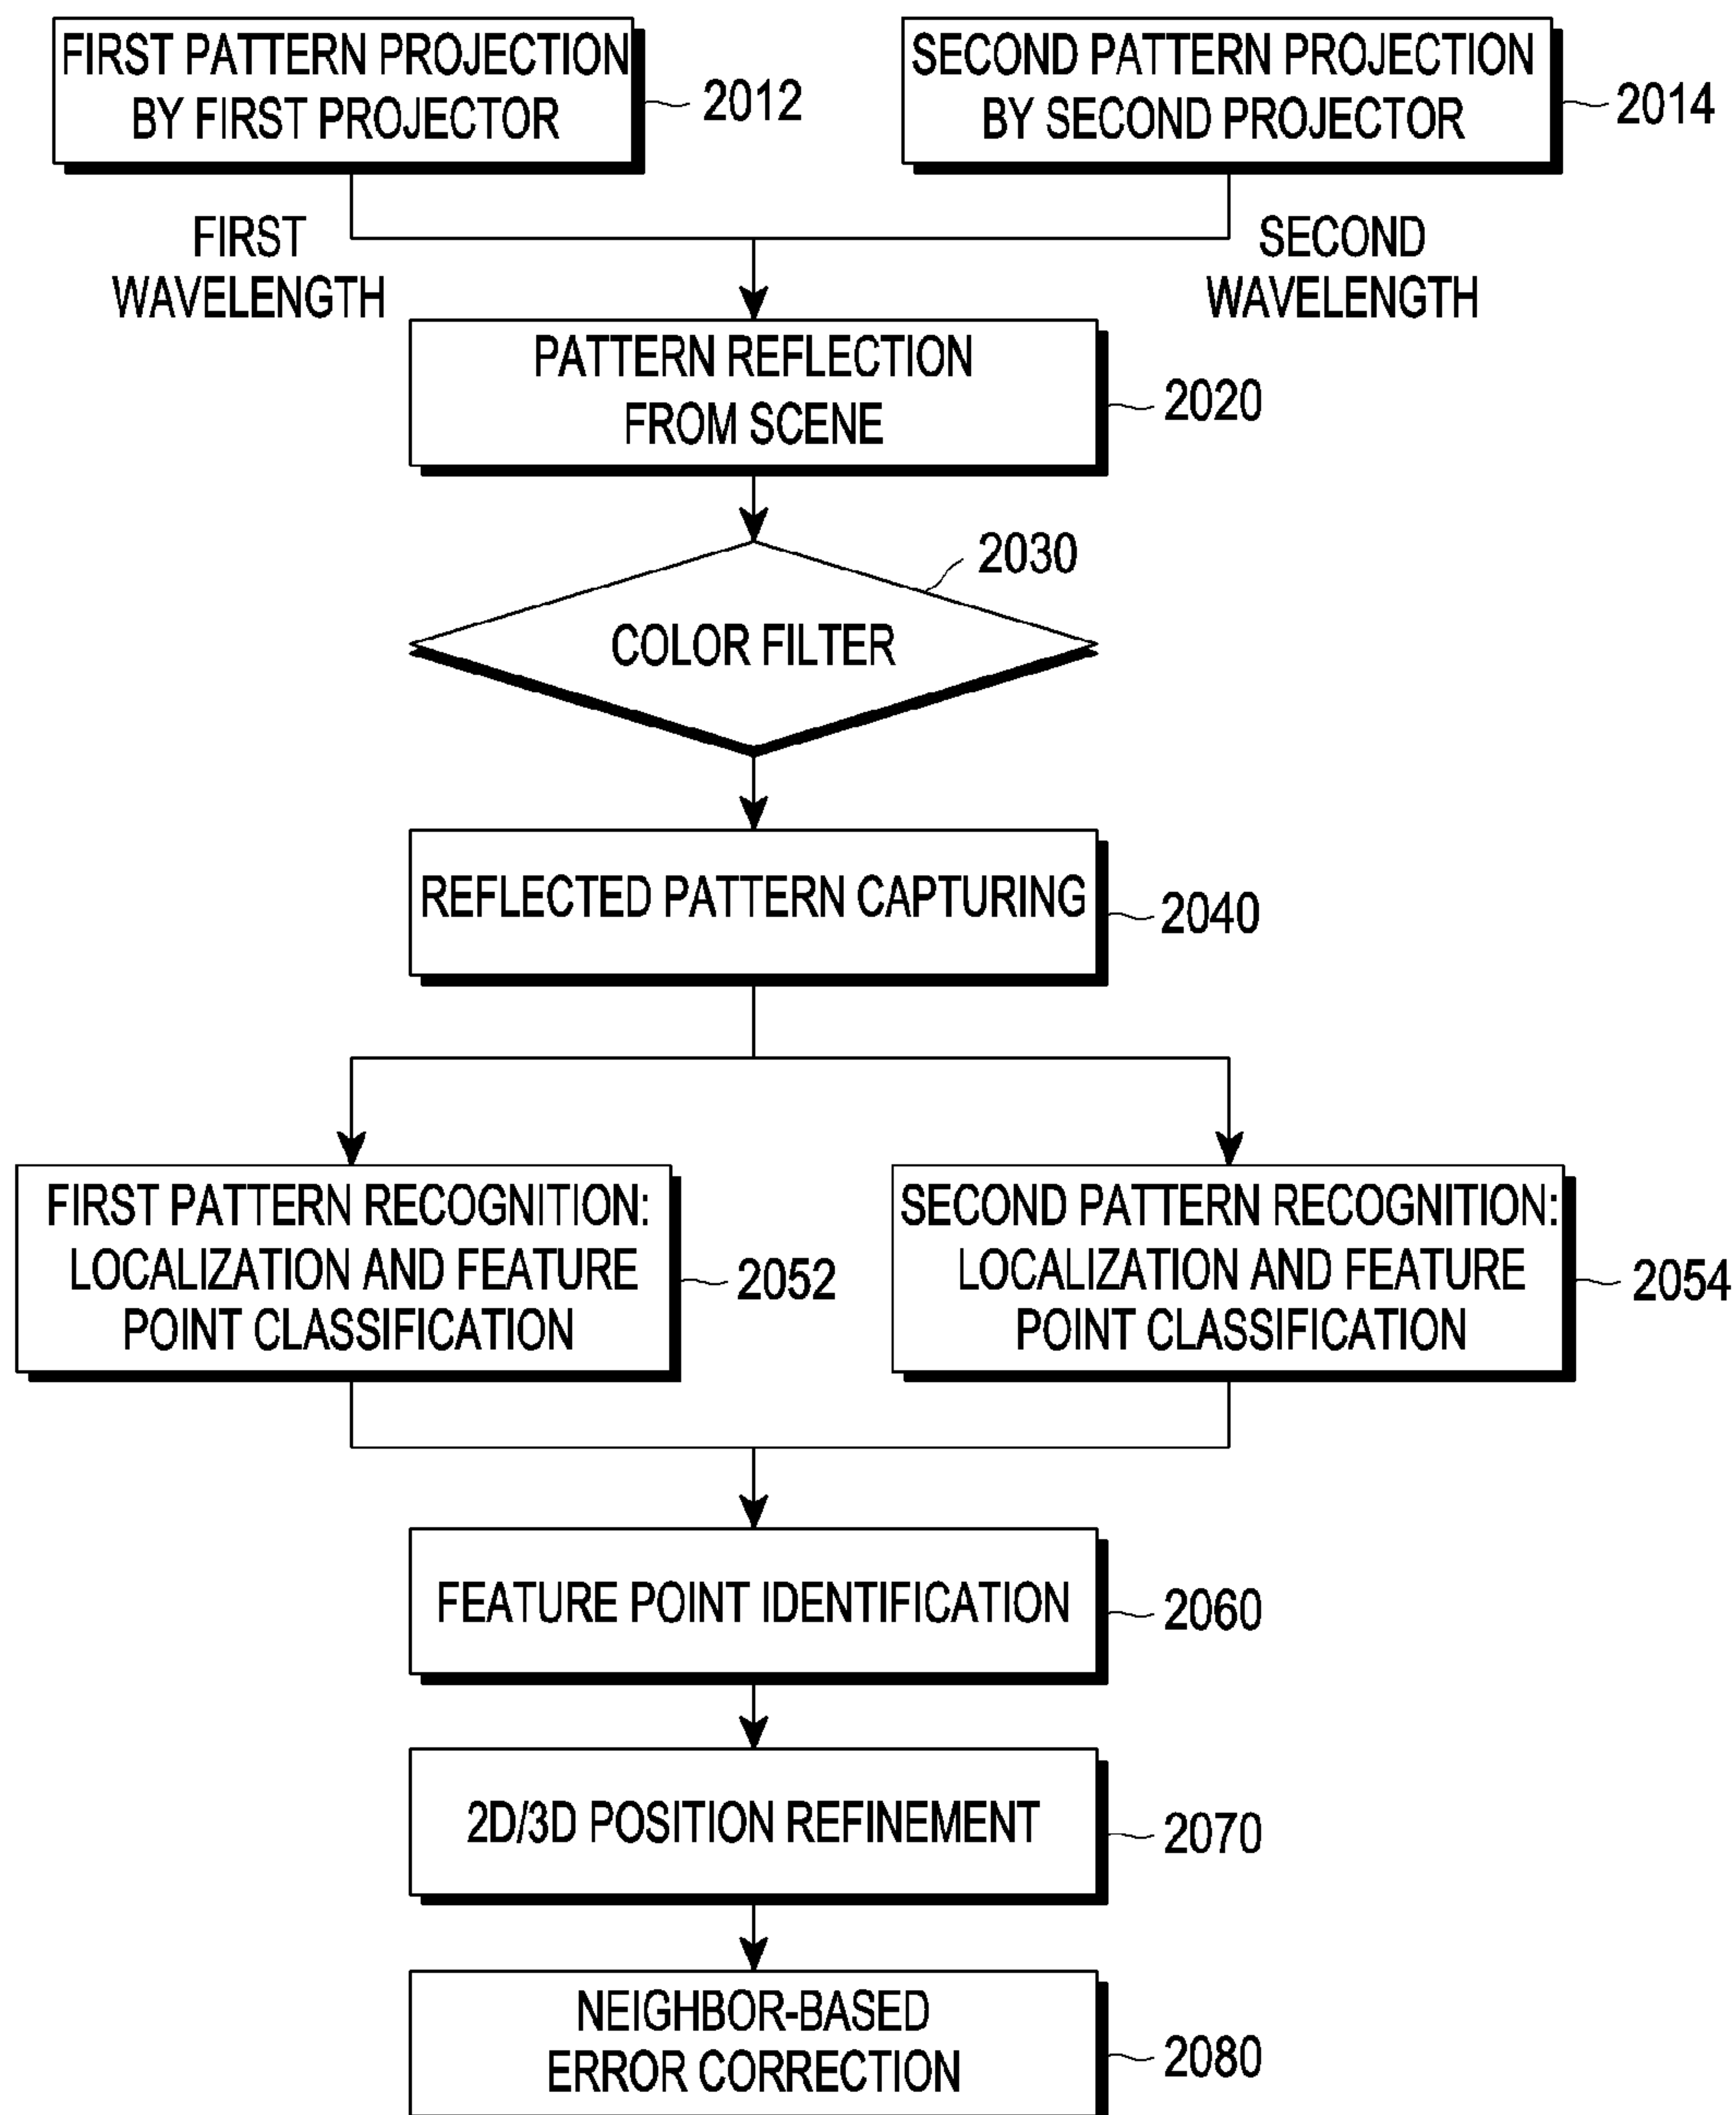 FIRST PATTERN PROJECTION
BY FIRST PROJECTOR
2012
SECOND PATTERN PROJECTION
BY SECOND PROJECTOR
2014
FIRST
WAVELENGTH
SECOND
WAVELENGTH
PATTERN REFLECTION
FROM SCENE
2020
2030
COLOR FILTER
REFLECTED PATTERN CAPTURING
2040
FIRST PATTERN RECOGNITION:
LOCALIZATION AND FEATURE
POINT CLASSIFICATION
2052
SECOND PATTERN RECOGNITION:
LOCALIZATION AND FEATURE
POINT CLASSIFICATION
2054
FEATURE POINT IDENTIFICATION
2060
2D/3D POSITION REFINEMENT
2070
NEIGHBOR-BASED
ERROR CORRECTION
2080